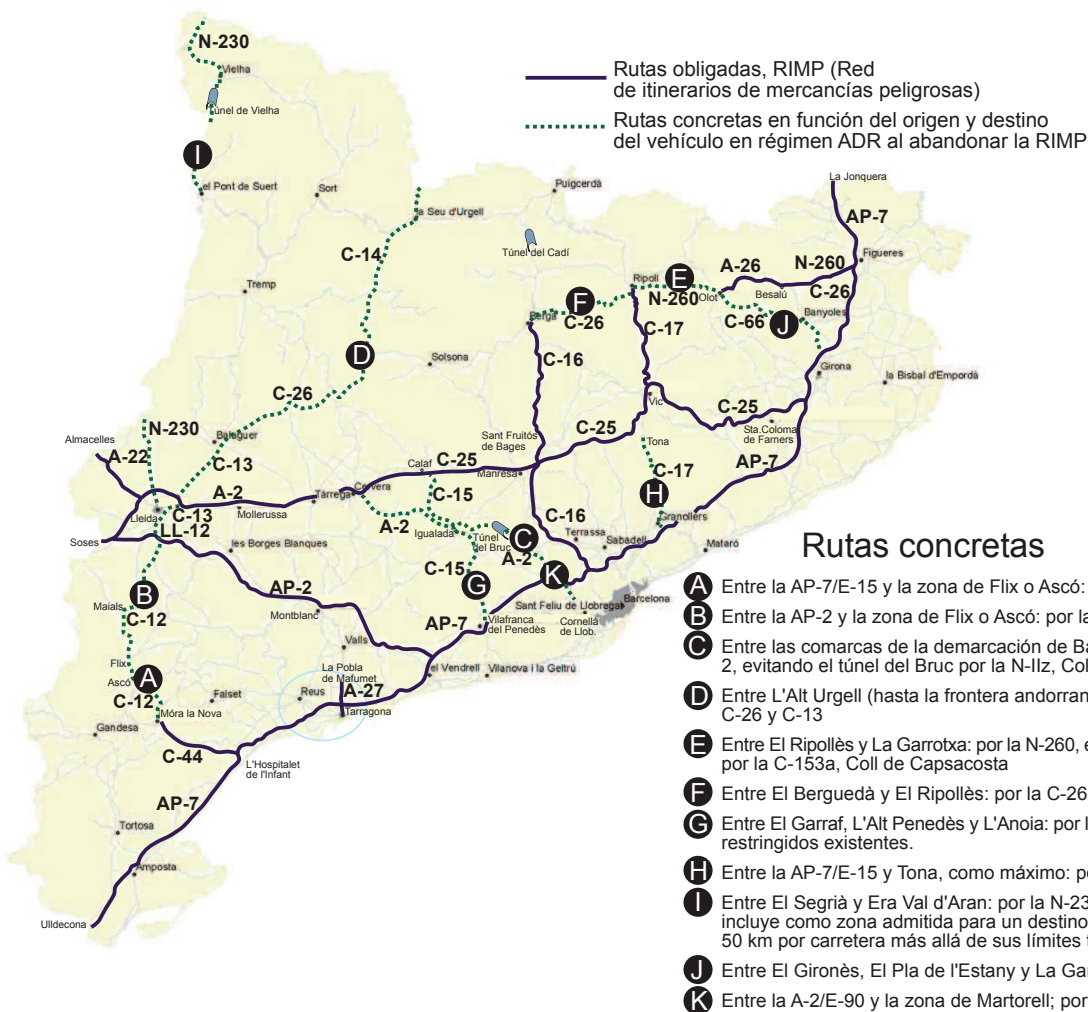 N-230
Vielha
Túnel de Vielha
I
el Pont de Suert
Sort
Rutas obligadas, RIMP (Red
de itinerarios de mercancías peligrosas)
Rutas concretas en función del origen y destino
del vehículo en régimen ADR al abandonar la RIMP
La Jonquera
Puigcerdà
la Seu d'Urgell
AP-7
C-14
Túnel del Cadí
Figueres
Tremp
Ripoll
E
A-26
N-260
F
N-260
Olot
Besalú
C-26
Berga
C-26
C-66
J
Banyoles
C-17
D
Solsona
C-16
Girona
la Bisbal d'Empordà
C-26
Vic
C-25
Almacelles
N-230
Balaguer
Sant Fruitós
de Bages
C-25
Tona
Sta.Coloma
de Farners
A-22
C-13
Calaf
C-25
Manresa
C-17
AP-7
A-2
Tàrrega
Cervera
C-15
H
Lleida
C-13
Mollerussa
A-2
C-16
Granollers
LL-12
Igualada
Túnel
del Bruc
C
Terrassa
Sabadell
Mataró
Soses
les Borges Blanques
A-2
C-15
G
K
AP-2
B
Sant Feliu de Llobregat
Barcelona
Maials
C-12
Montblanc
AP-7
Vilafranca
del Penedès
Cornellà
de Llob.
Valls
Flix
La Pobla
de Mafumet
el Vendrell
Vilanova i la Geltrú
Ascó
A
C-12
Falset
Reus
A-27
Móra la Nova
Tarragona
Gandesa
C-44
L'Hospitalet
de l'Infant
AP-7
Tortosa
Amposta
Ulldecona
Rutas concretas
A Entre la AP-7/E-15 y la zona de Flix o Ascó:
B Entre la AP-2 y la zona de Flix o Ascó: por la
C Entre las comarcas de la demarcación de
2, evitando el túnel del Bruc por la N-IIz,
D Entre L'Alt Urgell (hasta la frontera
C-26 y C-13
E Entre El Ripollès y La Garrotxa: por la N-260,
por la C-153a, Coll de Capsacosta
F Entre El Berguedà y El Ripollès: por la C-26
G Entre El Garraf, L'Alt Penedès y L'Anoia: por
restringidos existentes.
H Entre la AP-7/E-15 y Tona, como máximo:
I Entre El Segrià y Era Val d'Aran: por la
incluye como zona admitida para un destino
50 km por carretera más allá de sus límites
J Entre El Gironès, El Pla de l'Estany y La
K Entre la A-2/E-90 y la zona de Martorell; por